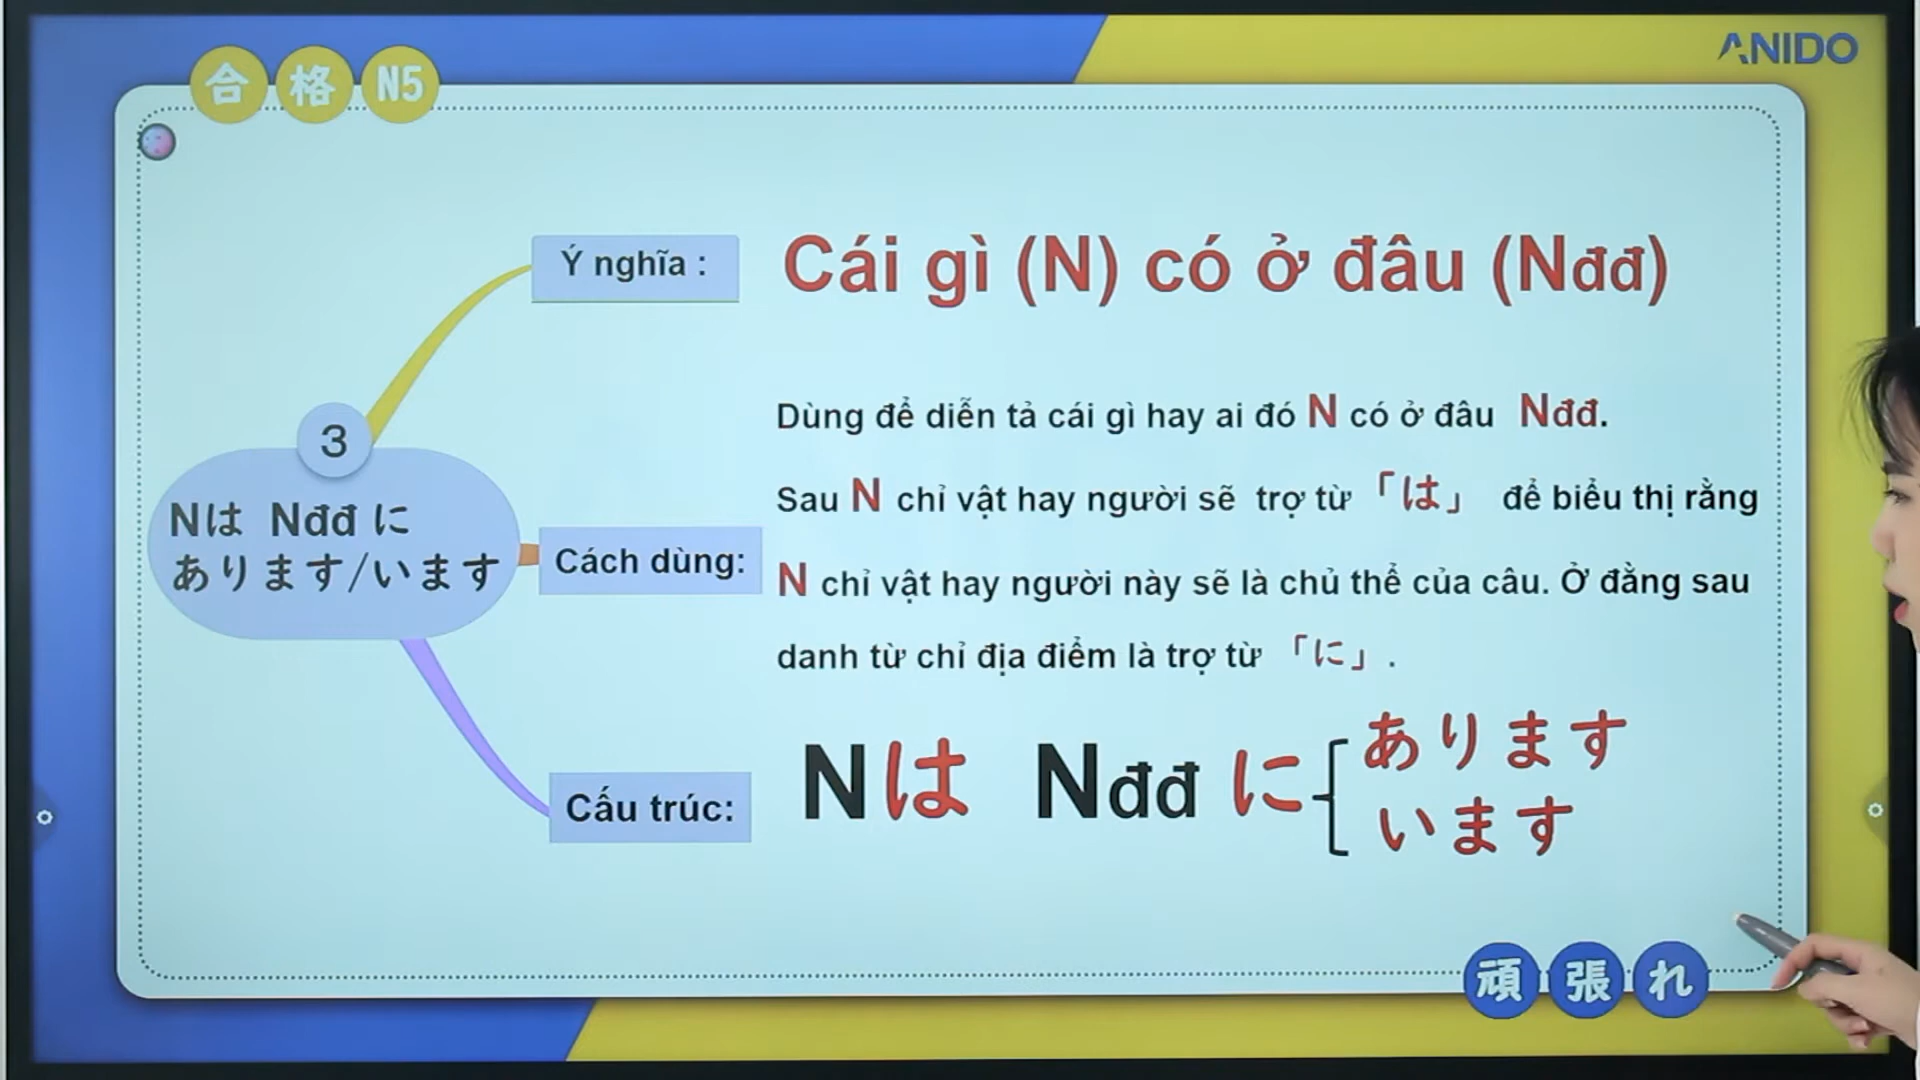 合格N5
ANIDO
Ý nghĩa :
Cái gì (N) có ở đâu (Nđđ)
3
Nは Nđđ に
あります/います
Cách dùng:
Dùng để diễn tả cái gì hay ai đó N có ở đâu Nđđ.
Sau N chỉ vật hay người sẽ trợ từ 「は」 để biểu thị rằng
N chỉ vật hay người này sẽ là chủ thể của câu. Ở đằng sau
danh từ chỉ địa điểm là trợ từ 「に」.
Cấu trúc:
Nは Nđđ に
あります
います
頑張れ